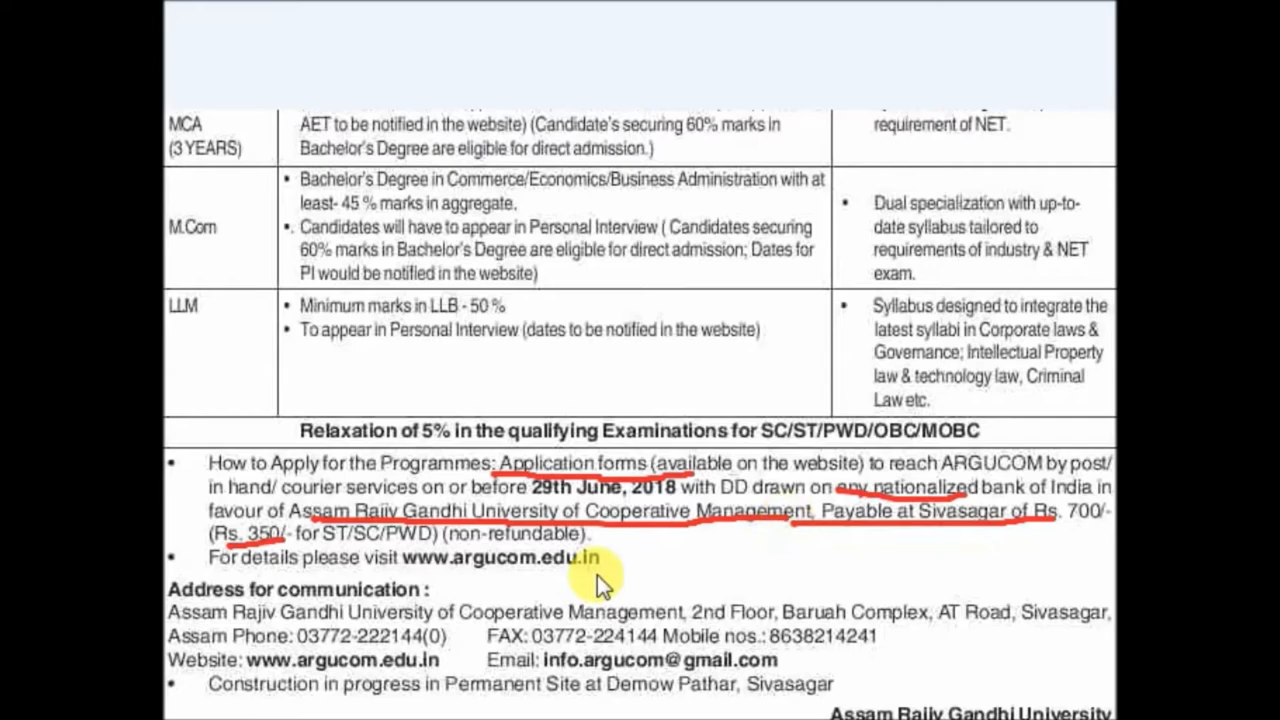 MCA
(3 YEARS)
AET to be notified in the website) (Candidate's securing 60% marks in
Bachelor's Degree are eligible for direct admission.)
requirement of NET.
M.Com
• Bachelor's Degree in Commerce/Economics/Business Administration with at
least- 45 % marks in aggregate.
•. Candidates will have to appear in Personal Interview ( Candidates securing
60% marks in Bachelor's Degree are eligible for direct admission; Dates for
PI would be notified in the website)
• Dual specialization with up-to-
date syllabus tailored to
requirements of industry & NET
exam.
LLM
• Minimum marks in LLB - 50 %
• To appear in Personal Interview (dates to be notified in the website)
• Syllabus designed to integrate the
latest syllabi in Corporate laws &
Governance; Intellectual Property
law & technology law, Criminal
Law etc.
Relaxation of 5% in the qualifying Examinations for SC/ST/PWD/OBC/MOBC
• How to Apply for the Programmes: Application forms (available on the website) to reach ARGUCOM by post/
in hand/ courier services on or before 29th June, 2018 with DD drawn on any nationalized bank of India in
favour of Assam Rajiv Gandhi University of Cooperative Management, Payable at Sivasagar of Rs. 700/-
(Rs. 350/- for ST/SC/PWD) (non-refundable).
• For details please visit www.argucom.edu.in
Address for communication :
Assam Rajiv Gandhi University of Cooperative Management, 2nd Floor, Baruah Complex, AT Road, Sivasagar,
Assam Phone: 03772-222144(0) FAX: 03772-224144 Mobile nos.: 8638214241
Website: www.argucom.edu.in Email: info.argucom@gmail.com
• Construction in progress in Permanent Site at Demow Pathar, Sivasagar
Assam Rajiv Gandhi University